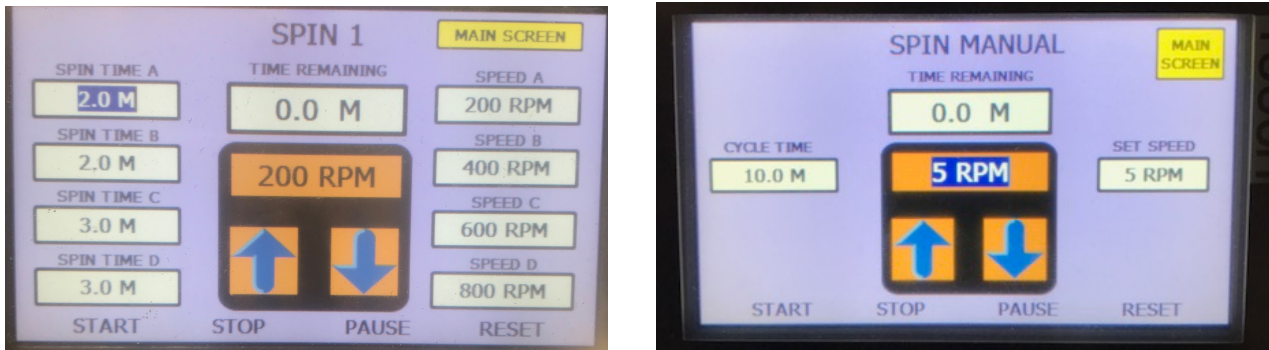 SPIN 1
MAIN SCREEN
SPIN TIME A
TIME REMAINING
SPEED A
2.0 M
0.0 M
200 RPM
SPIN TIME B
SPEED B
2.0 M
200 RPM
400 RPM
SPIN TIME C
SPEED C
3.0 M
600 RPM
SPIN TIME D
SPEED D
3.0 M
800 RPM
START
STOP
PAUSE
RESET
SPIN MANUAL
MAIN
SCREEN
TIME REMAINING
0.0 M
CYCLE TIME
SET SPEED
10.0 M
5 RPM
5 RPM
START
STOP
PAUSE
RESET